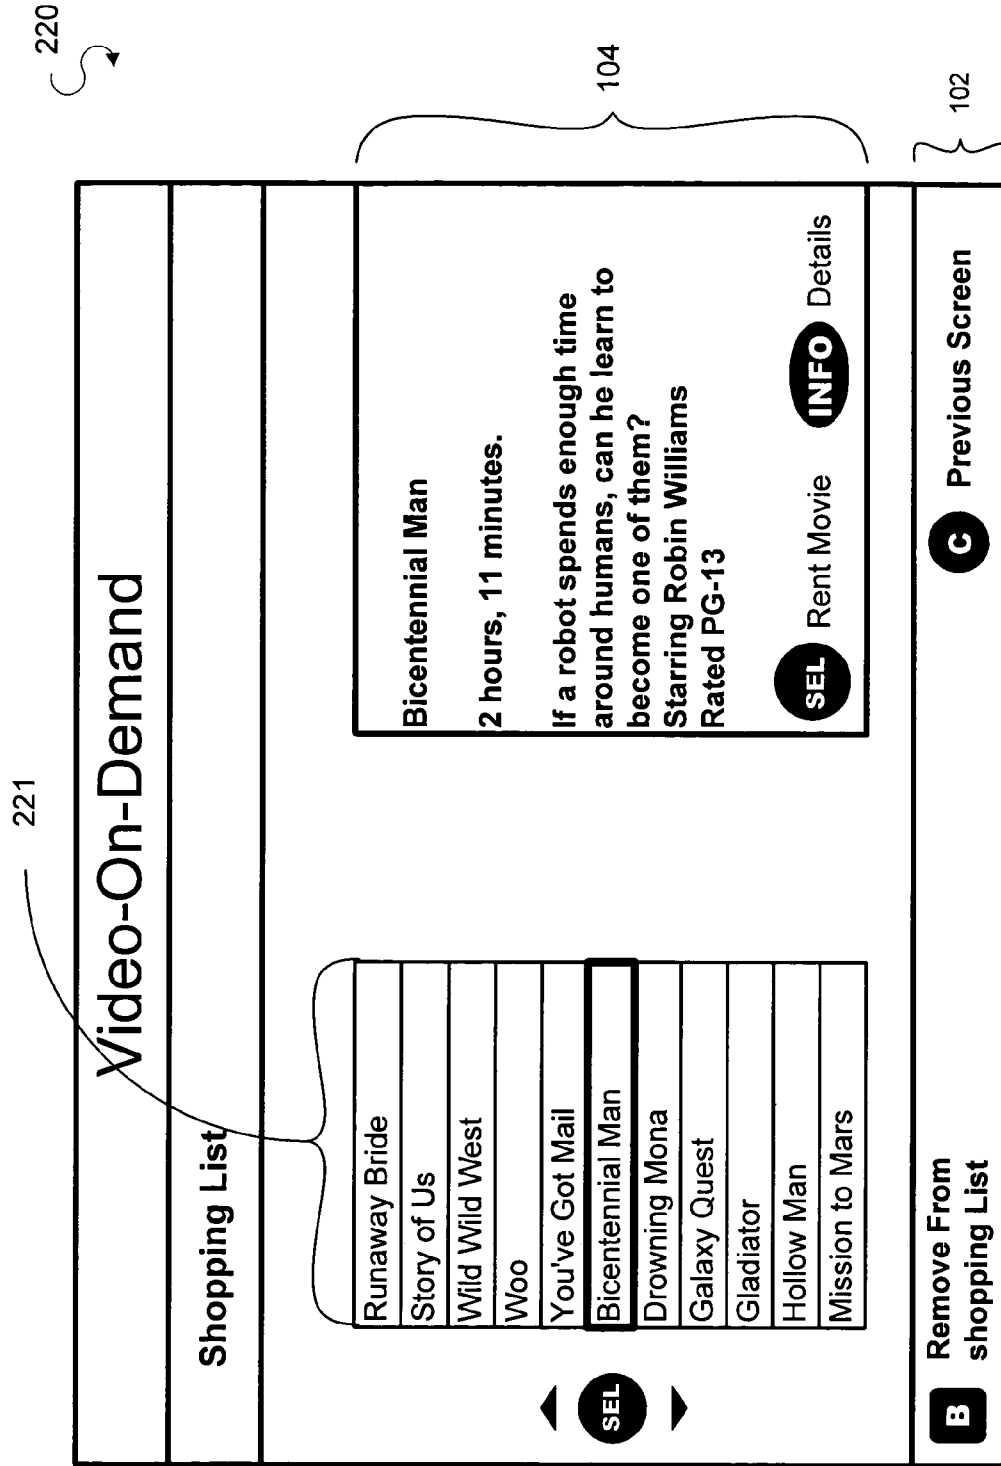 220
221
Video-On-Demand
Shopping List
Runaway Bride
Story of Us
Wild Wild West
Woo
You've Got Mail
Bicentennial Man
Drowning Mona
Galaxy Quest
Gladiator
Hollow Man
Mission to Mars
SEL
Bicentennial Man
2 hours, 11 minutes.
If a robot spends enough time
around humans, can he learn to
become one of them?
Starring Robin Williams
Rated PG-13
SEL Rent Movie INFO Details
104
B Remove From
shopping List
C Previous Screen
102